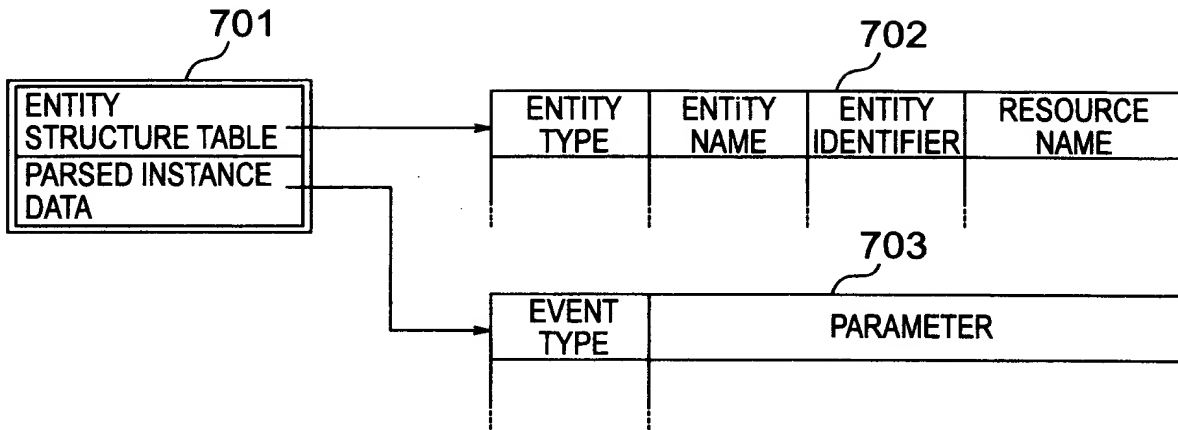 701
ENTITY
STRUCTURE TABLE
PARSED INSTANCE
DATA
702
ENTITY TYPE
ENTITY NAME
ENTITY IDENTIFIER
RESOURCE NAME
703
EVENT TYPE
PARAMETER